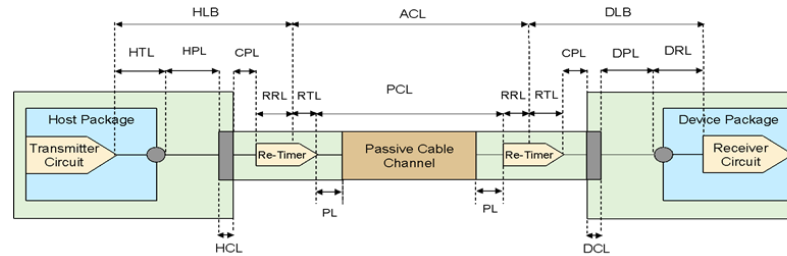 HLB ACL DLB
HTL HPL CPL CPL DPL DRL
RRL RTL PCL RRL RTL
Host Package Device Package
Transmitter Circuit
Re-Timer
Passive Cable Channel
Re-Timer
Receiver Circuit
PL PL
HCL DCL